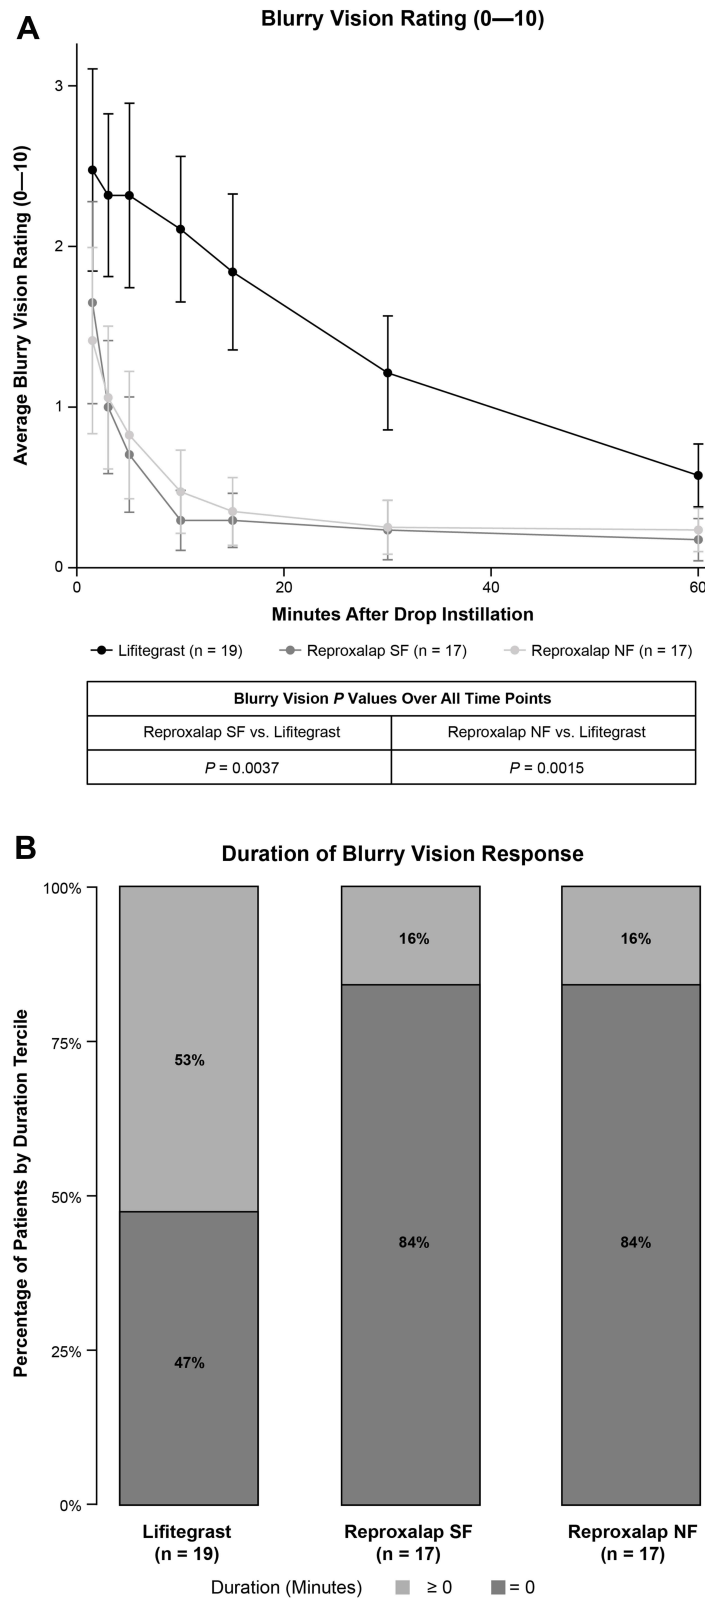 A
Blurry Vision Rating (0—10)
Average Blurry Vision Rating (0—10)
3
2
1
0
0 20 40 60
Minutes After Drop Instillation
Lifitegrast (n = 19) Reproxalap SF (n = 17) Reproxalap NF (n = 17)
Blurry Vision P Values Over All Time Points
Reproxalap SF vs. Lifitegrast Reproxalap NF vs. Lifitegrast
P = 0.0037 P = 0.0015
B
Duration of Blurry Vision Response
Percentage of Patients by Duration Tercile
100%
75%
50%
25%
0%
53% 16% 16%
47% 84% 84%
Lifitegrast Reproxalap SF Reproxalap NF
(n = 19) (n = 17) (n = 17)
Duration (Minutes) ≥ 0 = 0